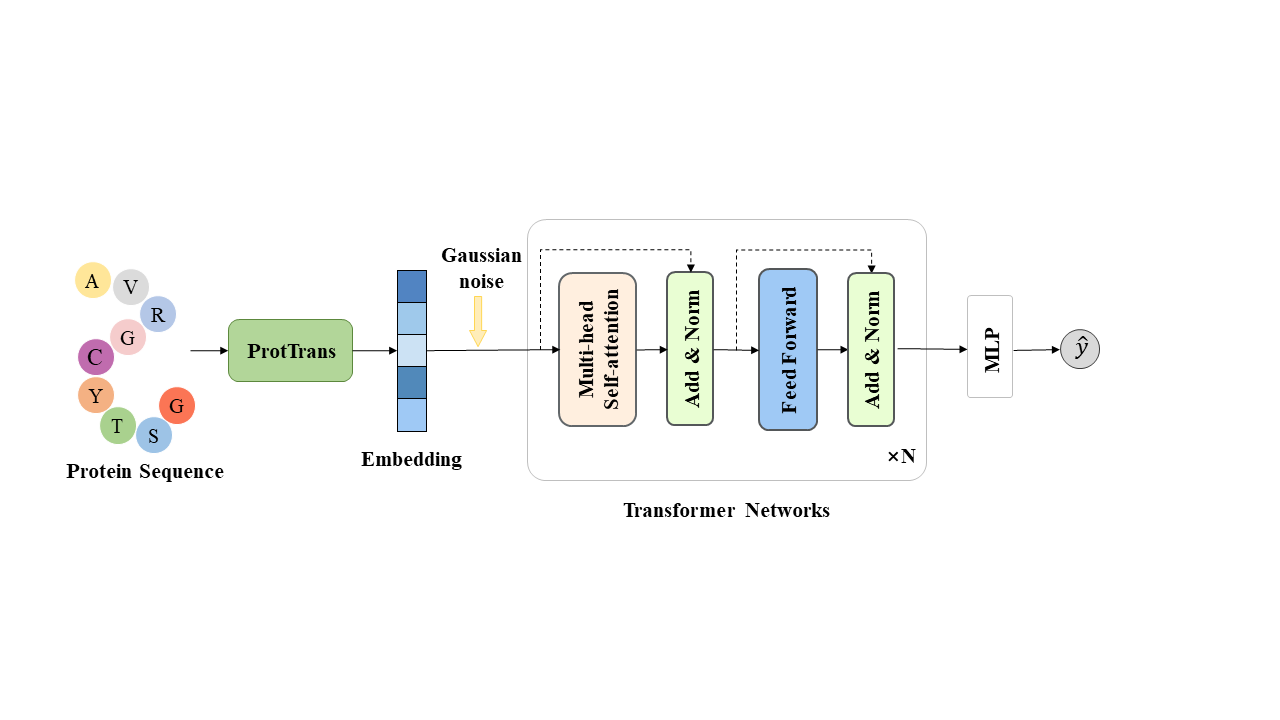 A
V
R
G
C
Y
T
S
G
Protein Sequence
ProtTrans
Embedding
Gaussian
noise
Multi-head
Self-attention
Add & Norm
Feed Forward
Add & Norm
×N
Transformer Networks
MLP
ŷ